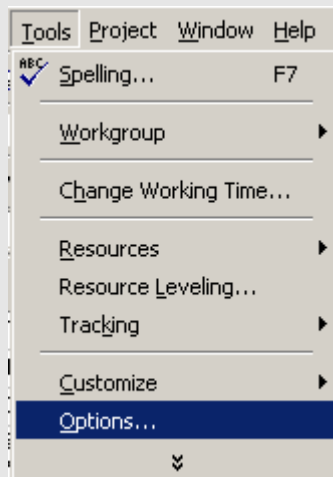 Tools Project Window Help
ABC Spelling... F7
Workgroup
Change Working Time...
Resources
Resource Leveling...
Tracking
Customize
Options...